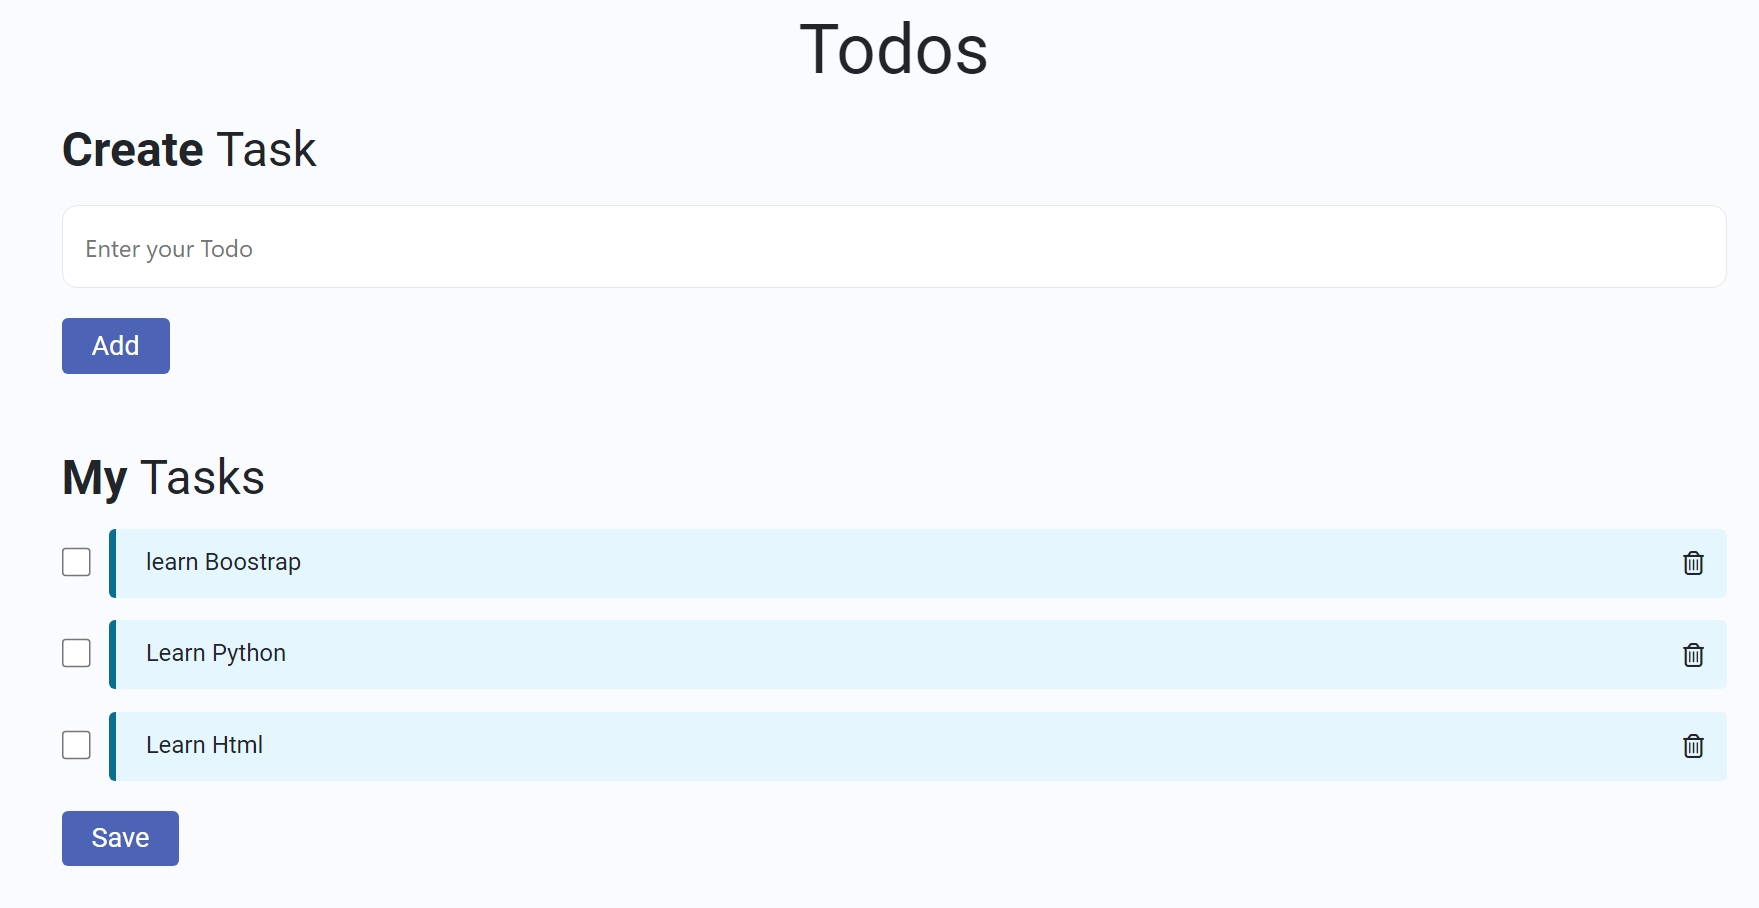 Todos
Create Task
Enter your Todo
Add
My Tasks
learn Boostrap
Learn Python
Learn Html
Save